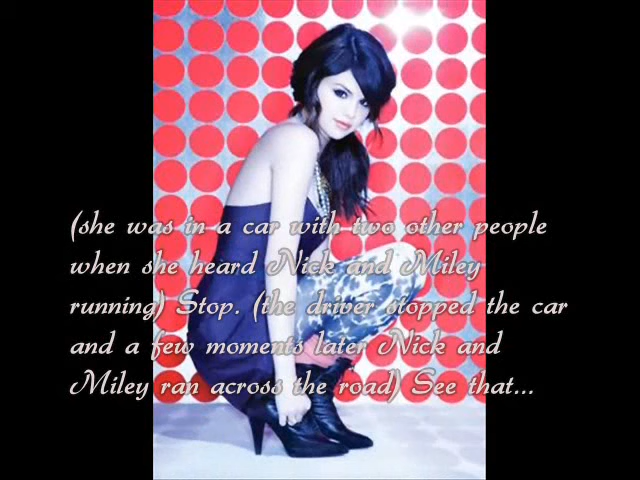 (she was in a car with two other people
when she heard Nick and Miley
running) Stop. (the driver stopped the car
and a few moments later Nick and
Miley ran across the road) See that...